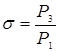 σ = P₃ / P₁